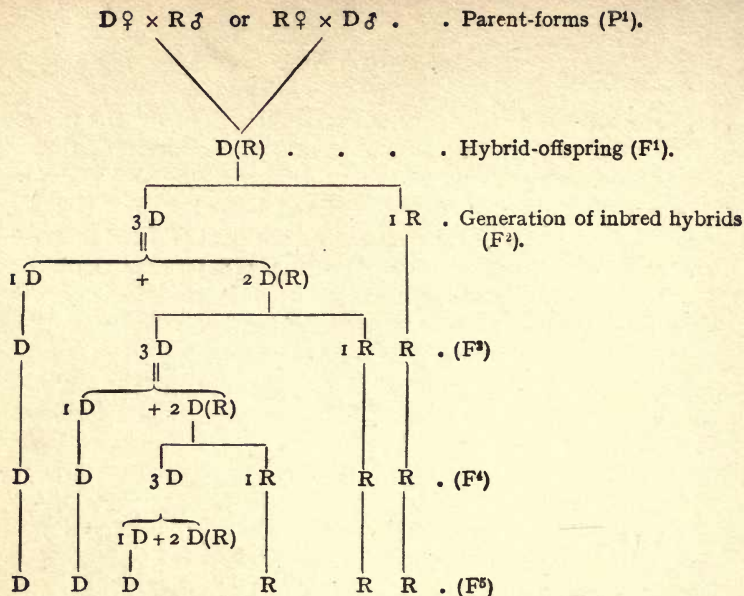 D♀ × R♂ or R♀ × D♂ . . Parent-forms (P¹).
D(R) . . . . Hybrid-offspring (F¹).
3 D 1 R . Generation of inbred hybrids
(F²).
1 D + 2 D(R)
D 3 D 1 R R . (F³)
1 D + 2 D(R)
D D 3 D 1 R R R . (F⁴)
1 D + 2 D(R)
D D D R R R . (F⁵)